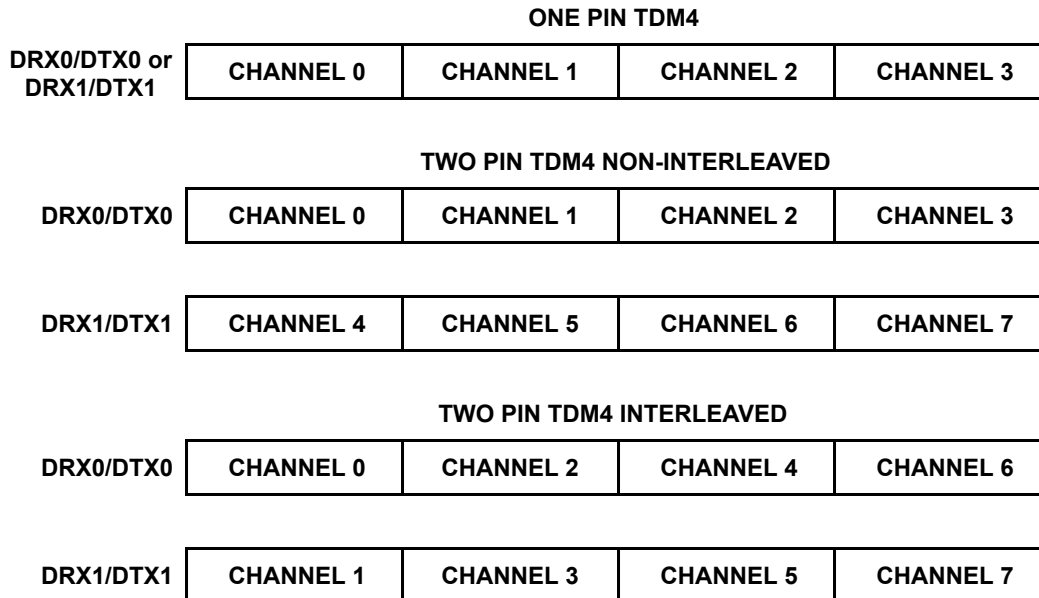 ONE PIN TDM4
DRX0/DTX0 or
DRX1/DTX1
CHANNEL 0 CHANNEL 1 CHANNEL 2 CHANNEL 3
TWO PIN TDM4 NON-INTERLEAVED
DRX0/DTX0 CHANNEL 0 CHANNEL 1 CHANNEL 2 CHANNEL 3
DRX1/DTX1 CHANNEL 4 CHANNEL 5 CHANNEL 6 CHANNEL 7
TWO PIN TDM4 INTERLEAVED
DRX0/DTX0 CHANNEL 0 CHANNEL 2 CHANNEL 4 CHANNEL 6
DRX1/DTX1 CHANNEL 1 CHANNEL 3 CHANNEL 5 CHANNEL 7